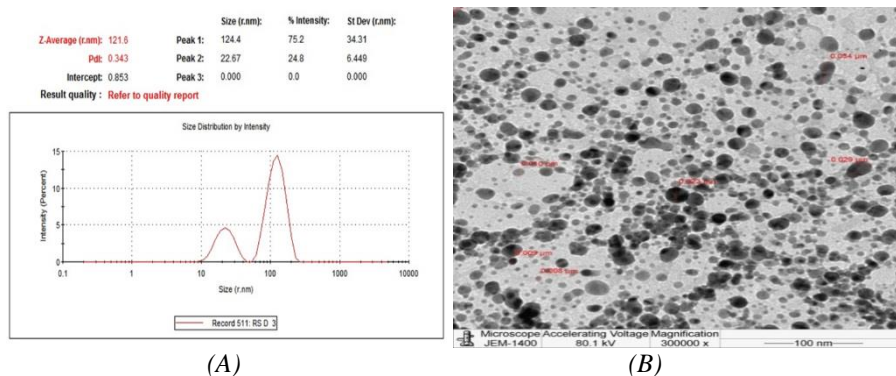 Size (r.nm): % Intensity: St Dev (r.nm):
Z-Average (r.nm): 121.6 Peak 1: 124.4 75.2 34.31
PdI: 0.343 Peak 2: 22.67 24.8 6.449
Intercept: 0.853 Peak 3: 0.000 0.0 0.000
Result quality : Refer to quality report
Size Distribution by Intensity
Intensity (Percent)
15
10
5
0
0.1 1 10 100 1000 10000
Size (r.nm)
Record 511: RS D 3
(A)
0.029 µm
Microscope Accelerating Voltage Magnification
JEM-1400 80.1 kV 300000 x 100 nm
(B)